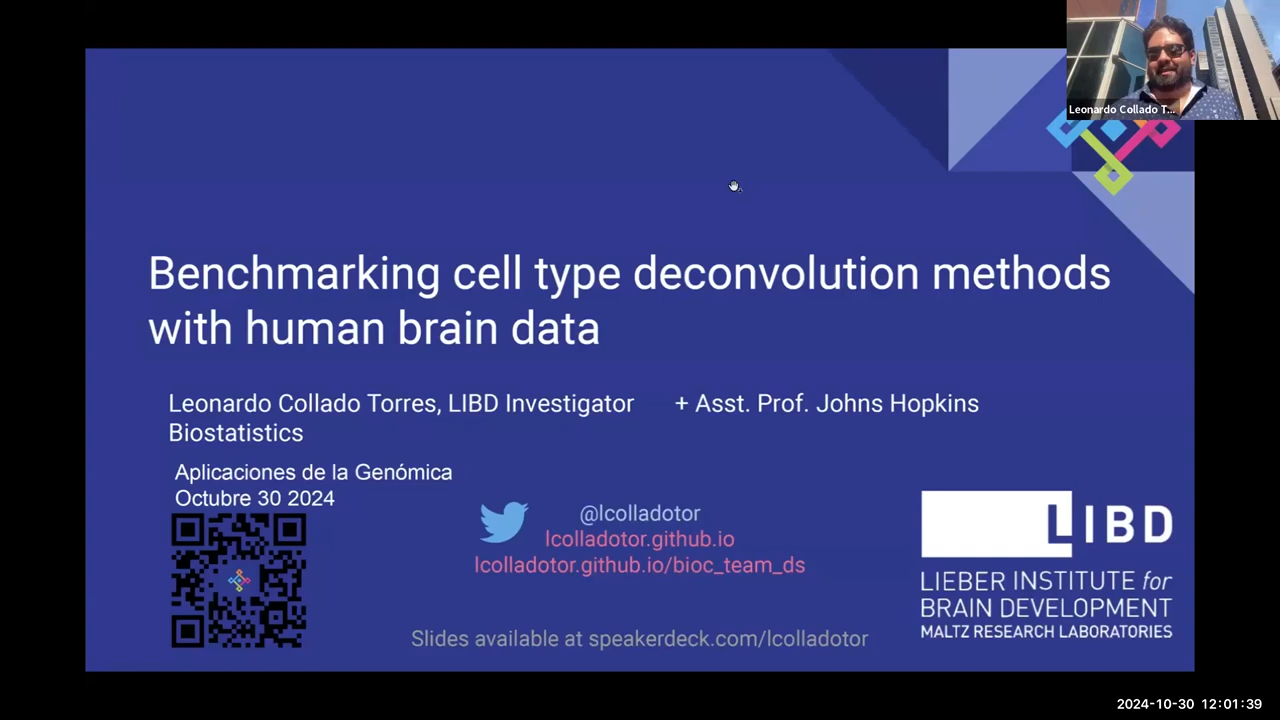 Leonardo Collado T...
Benchmarking cell type deconvolution methods
with human brain data
Leonardo Collado Torres, LIBD Investigator + Asst. Prof. Johns Hopkins
Biostatistics
Aplicaciones de la Genómica
Octubre 30 2024
@lcolladotor
lcolladotor.github.io
lcolladotor.github.io/bioc_team_ds
LIBD
LIEBER INSTITUTE for
BRAIN DEVELOPMENT
MALTZ RESEARCH LABORATORIES
Slides available at speakerdeck.com/lcolladotor
2024-10-30 12:01:39